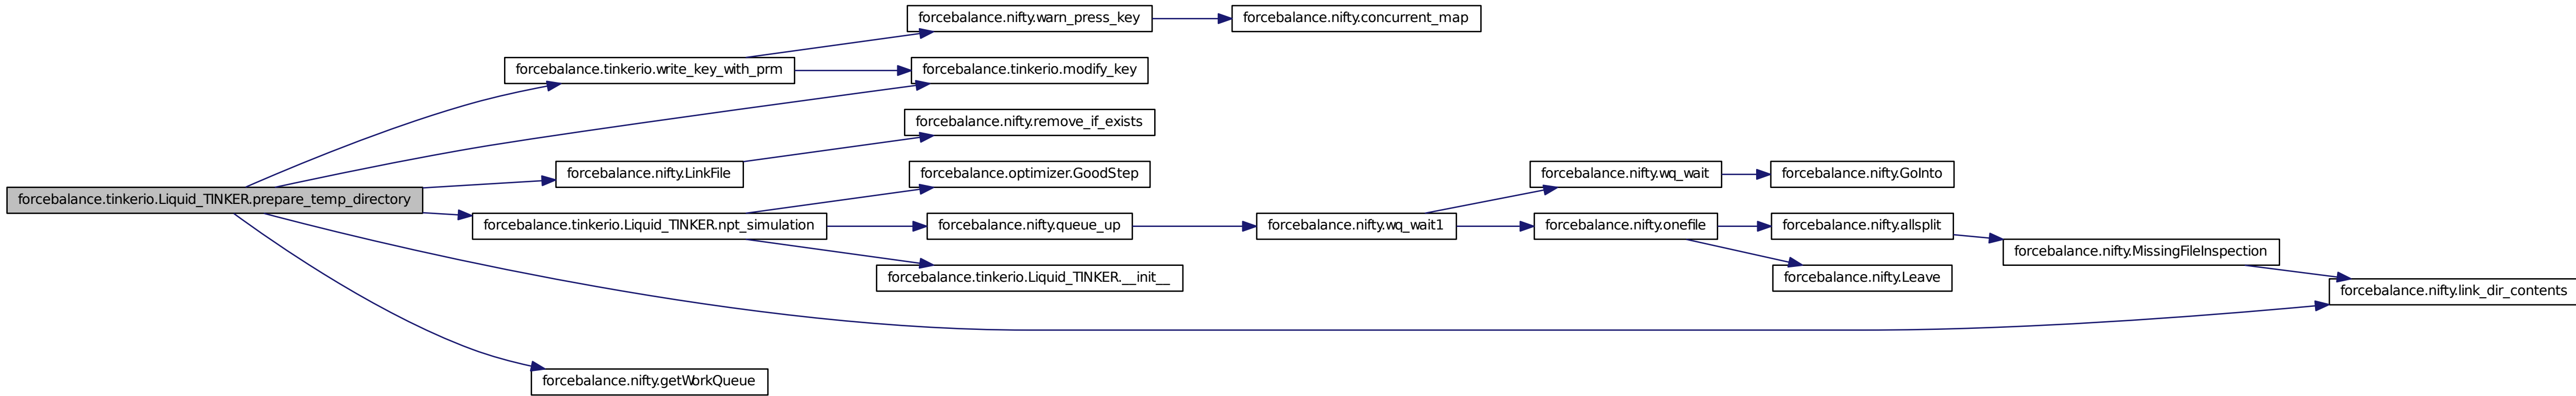 forcebalance.nifty.warn_press_key
forcebalance.nifty.concurrent_map
forcebalance.tinkerio.write_key_with_prm
forcebalance.tinkerio.modify_key
forcebalance.nifty.remove_if_exists
forcebalance.nifty.LinkFile
forcebalance.optimizer.GoodStep
forcebalance.nifty.wq_wait
forcebalance.nifty.GoInto
forcebalance.tinkerio.Liquid_TINKER.prepare_temp_directory
forcebalance.tinkerio.Liquid_TINKER.npt_simulation
forcebalance.nifty.queue_up
forcebalance.nifty.wq_wait1
forcebalance.nifty.onefile
forcebalance.nifty.allsplit
forcebalance.nifty.MissingFileInspection
forcebalance.tinkerio.Liquid_TINKER.__init__
forcebalance.nifty.Leave
forcebalance.nifty.link_dir_contents
forcebalance.nifty.getWorkQueue